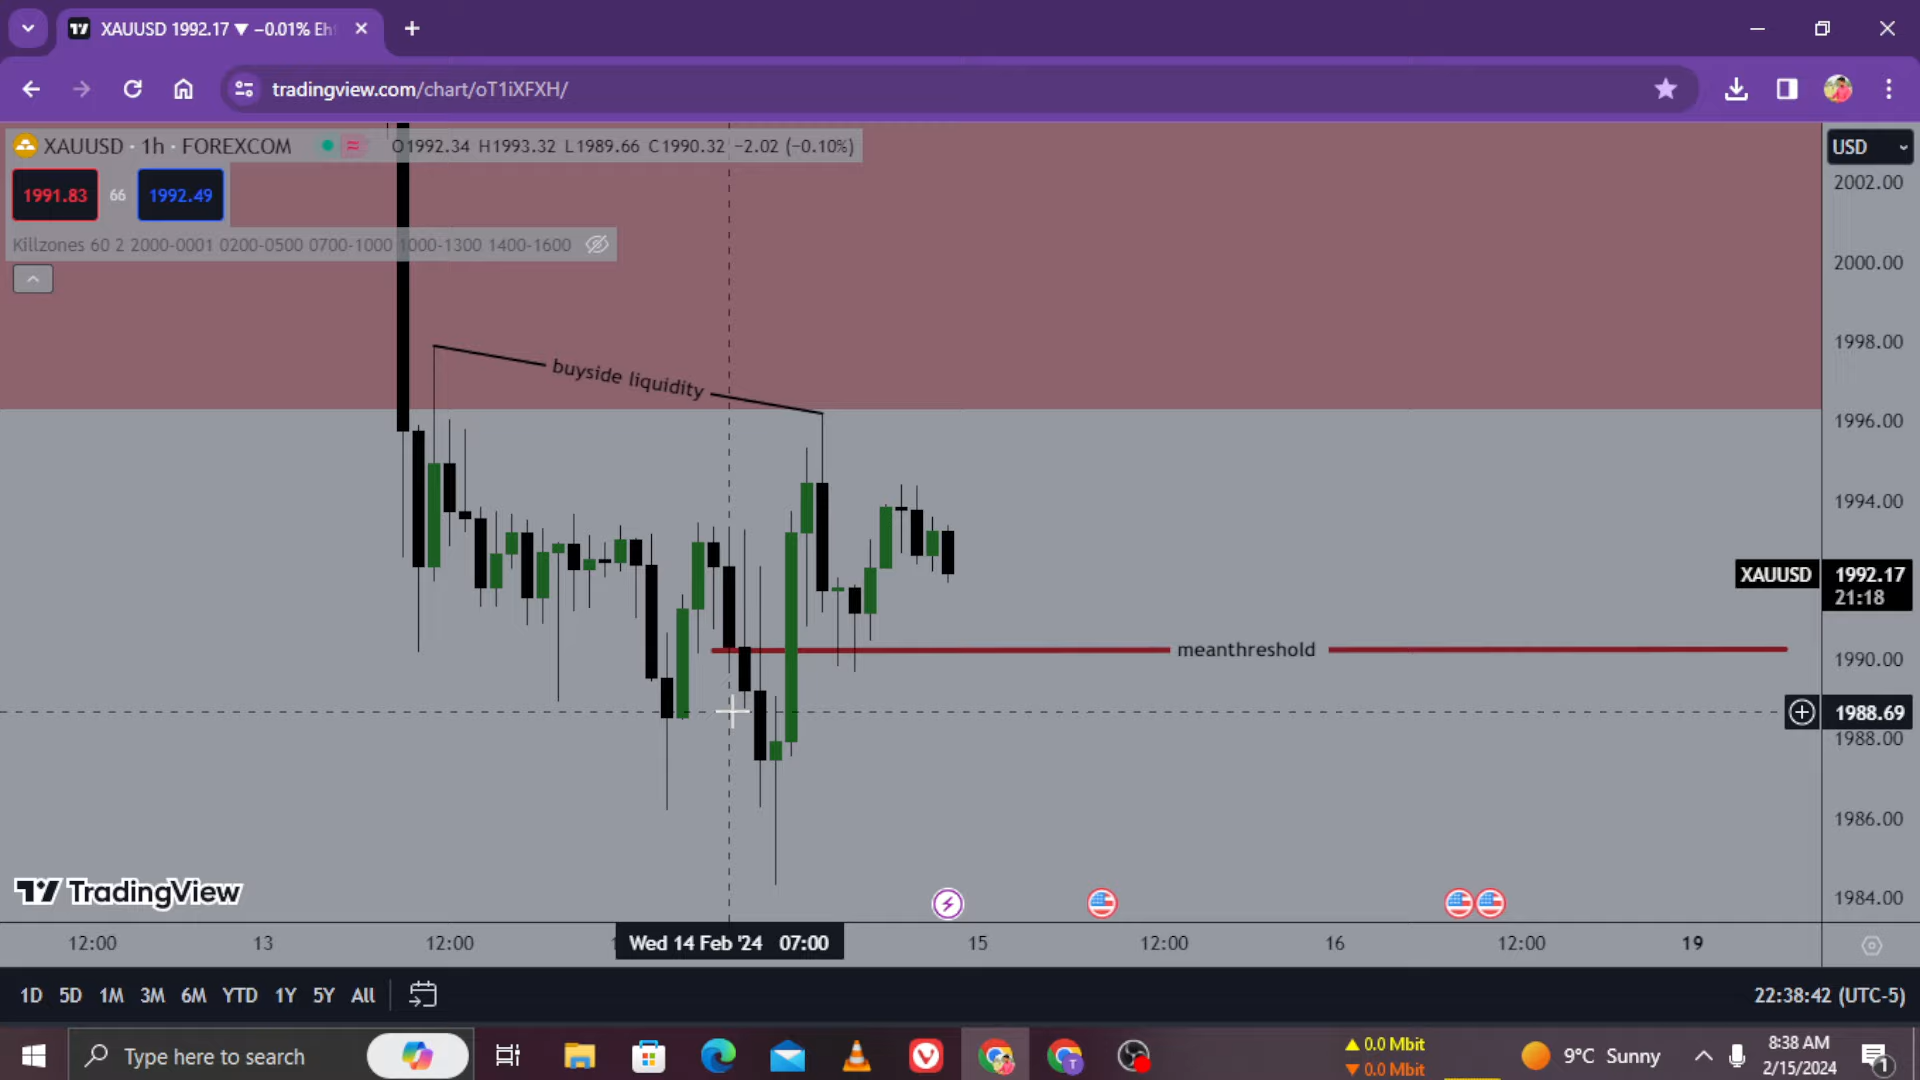 XAUUSD 1992.17 ▼ −0.01% Eh
tradingview.com/chart/oT1iXFXH/
XAUUSD · 1h · FOREXCOM O1992.34 H1993.32 L1989.66 C1990.32 −2.02 (−0.10%)
USD
1991.83 66 1992.49
Killzones 60 2 2000-0001 0200-0500 0700-1000 1000-1300 1400-1600
2002.00
2000.00
1998.00
buyside liquidity
1996.00
1994.00
XAUUSD 1992.17
21:18
meanthreshold
1990.00
1988.69
1988.00
1986.00
TradingView
1984.00
12:00 13 12:00 Wed 14 Feb '24 07:00 15 12:00 16 12:00 19
1D 5D 1M 3M 6M YTD 1Y 5Y All 22:38:42 (UTC-5)
Type here to search
▲ 0.0 Mbit
▼ 0.0 Mbit
9°C Sunny
8:38 AM
2/15/2024
1